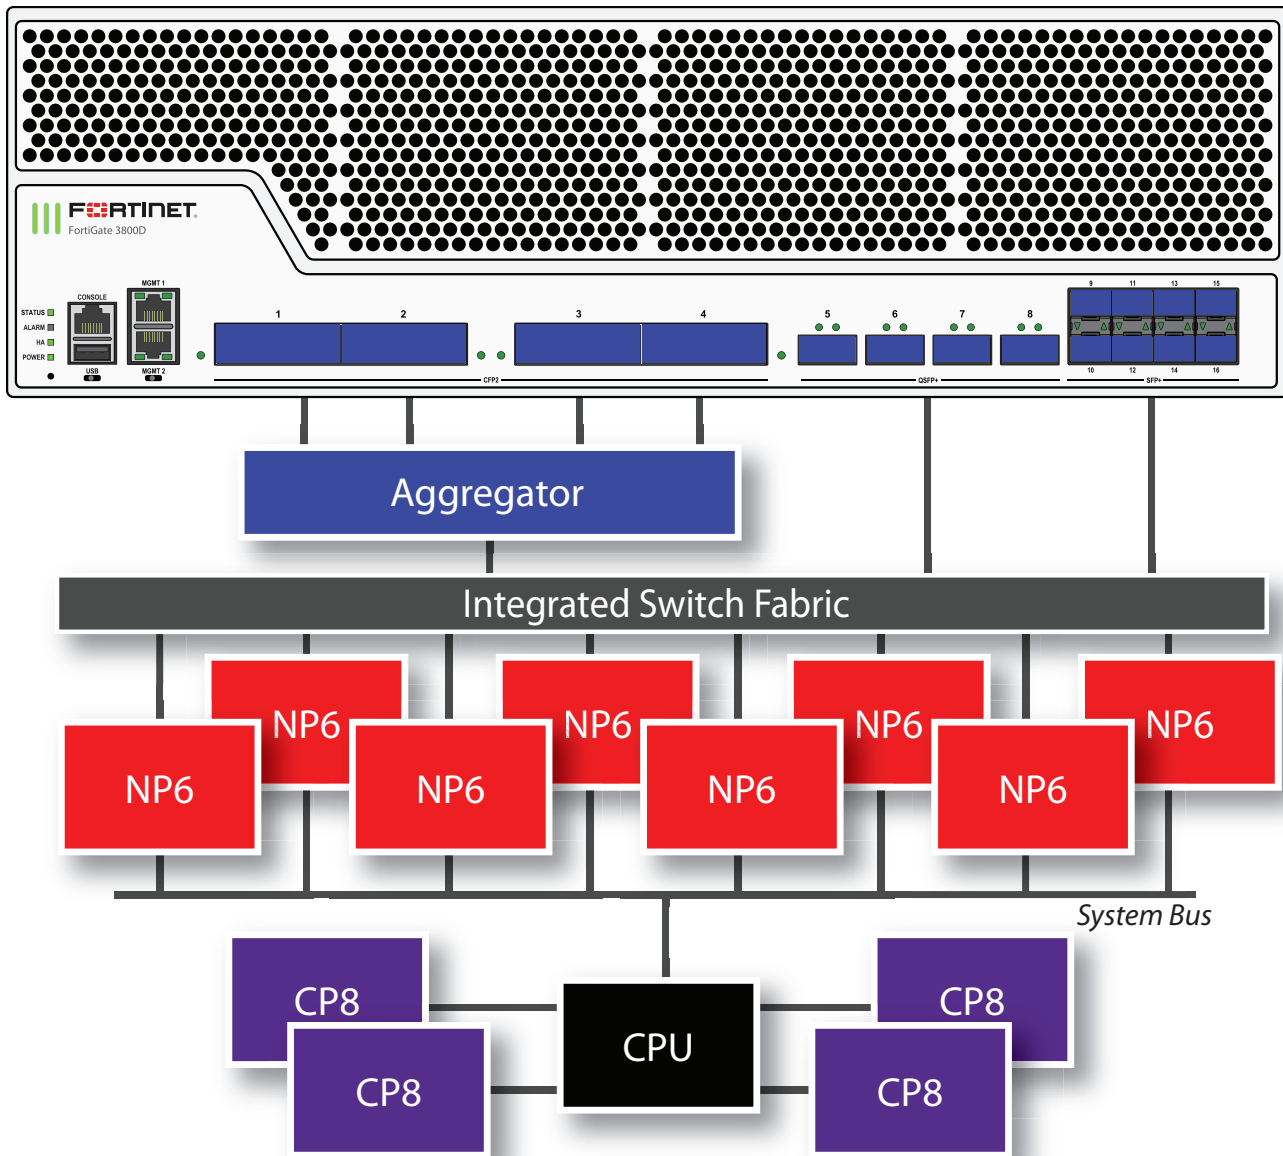 FORTINET
FortiGate 3800D
STATUS
ALARM
HA
POWER
CONSOLE
USB
MGMT 1
MGMT 2
1 2 3 4
CFP2
5 6 7 8
QSFP+
9 11 13 15
10 12 14 16
SFP+
Aggregator
Integrated Switch Fabric
NP6 NP6 NP6 NP6
NP6 NP6 NP6 NP6
System Bus
CP8 CP8
CPU
CP8 CP8